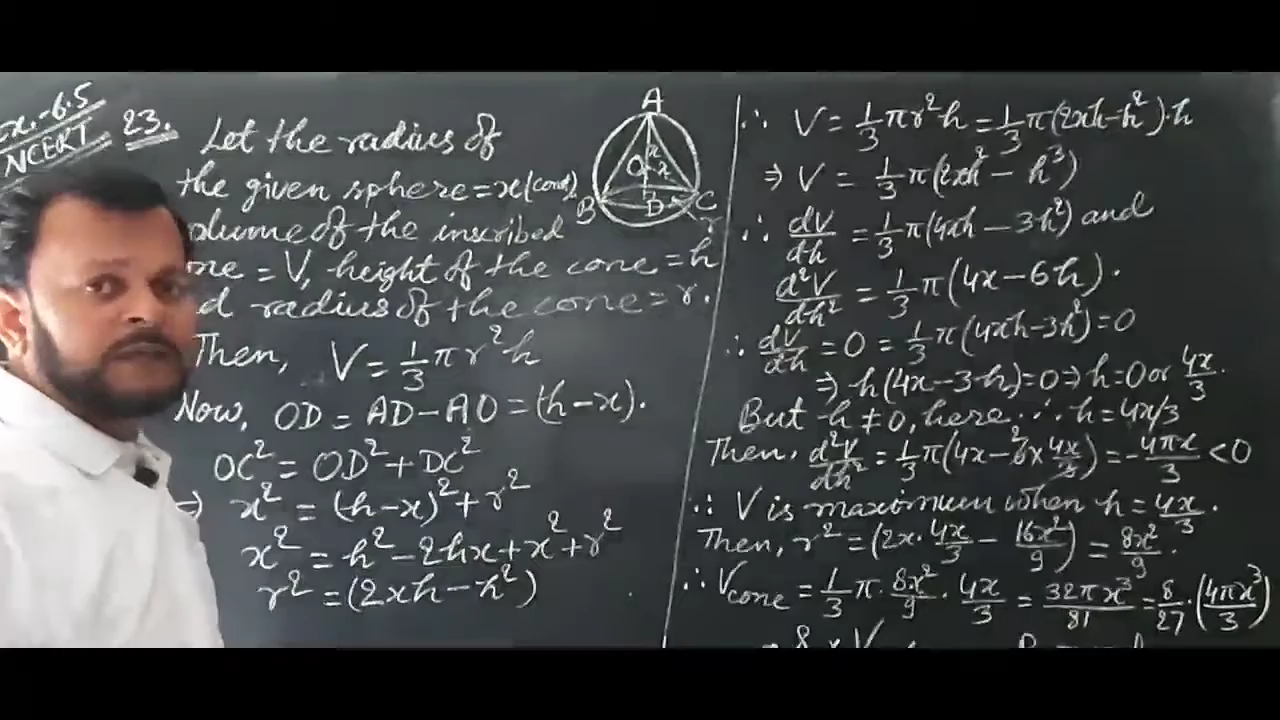 Ex.-6.5
NCERT
23.
Let the radius of
the given sphere = x (const),
volume of the inscribed
cone = V, height of the cone = h
and radius of the cone = r.
Then, V = 1/3 πr²h
Now, OD = AD - AO = (h-x).
OC² = OD² + DC²
⇒ x² = (h-x)² + r²
x² = h² - 2hx + x² + r²
r² = (2xh - h²)
A
x
O x
B D C
r
∴ V = 1/3 πr²h = 1/3 π(2xh-h²)·h
⇒ V = 1/3 π(2xh² - h³)
∴ dV/dh = 1/3 π(4xh - 3h²) and
d²V/dh² = 1/3 π(4x - 6h).
∴ dV/dh = 0 = 1/3 π(4xh-3h²) = 0
⇒ h(4x-3h) = 0 ⇒ h = 0 or 4x/3.
But h ≠ 0, here ∴ h = 4x/3
Then, d²V/dh² = 1/3 π(4x - 6² × 4x/3) = -4πx/3 < 0
∴ V is maximum when h = 4x/3.
Then, r² = (2x · 4x/3 - 16x²/9) = 8x²/9.
∴ Vcone = 1/3 π · 8x²/9 · 4x/3 = 32πx³/81 = 8/27 · (4πx³/3)